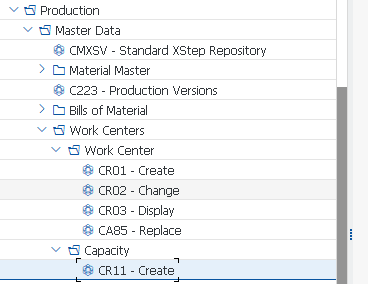 Production
Master Data
CMXSV - Standard XStep Repository
Material Master
C223 - Production Versions
Bills of Material
Work Centers
Work Center
CR01 - Create
CR02 - Change
CR03 - Display
CA85 - Replace
Capacity
CR11 - Create